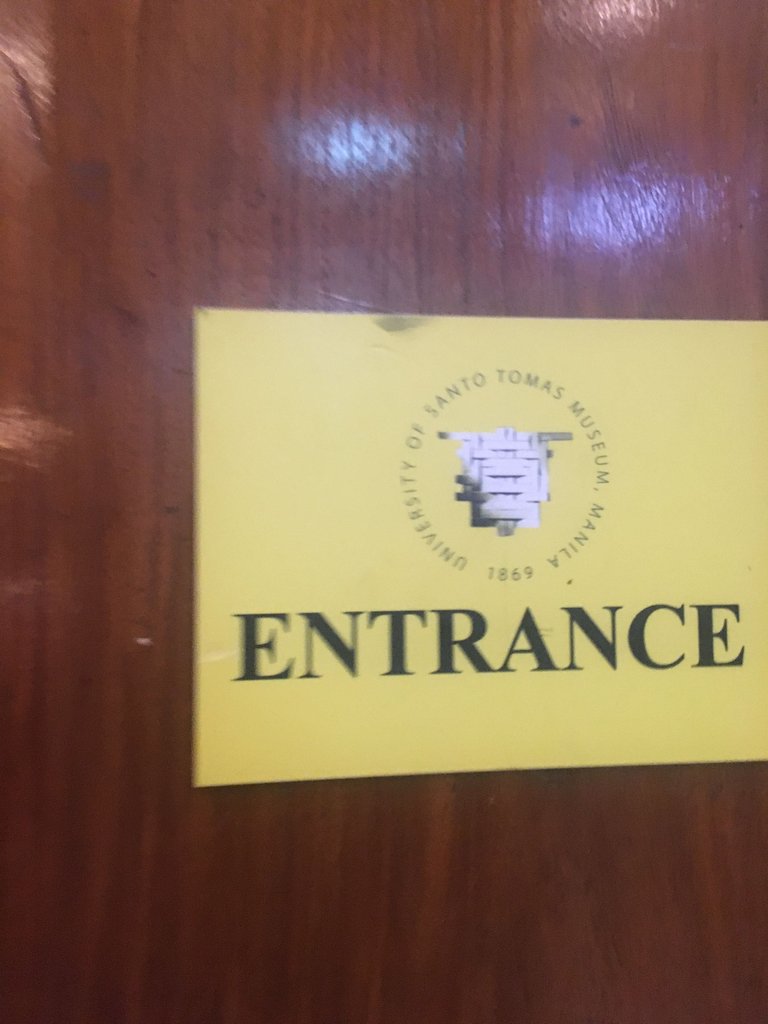 UNIVERSITY OF SANTO TOMAS MUSEUM, MANILA
1869
ENTRANCE